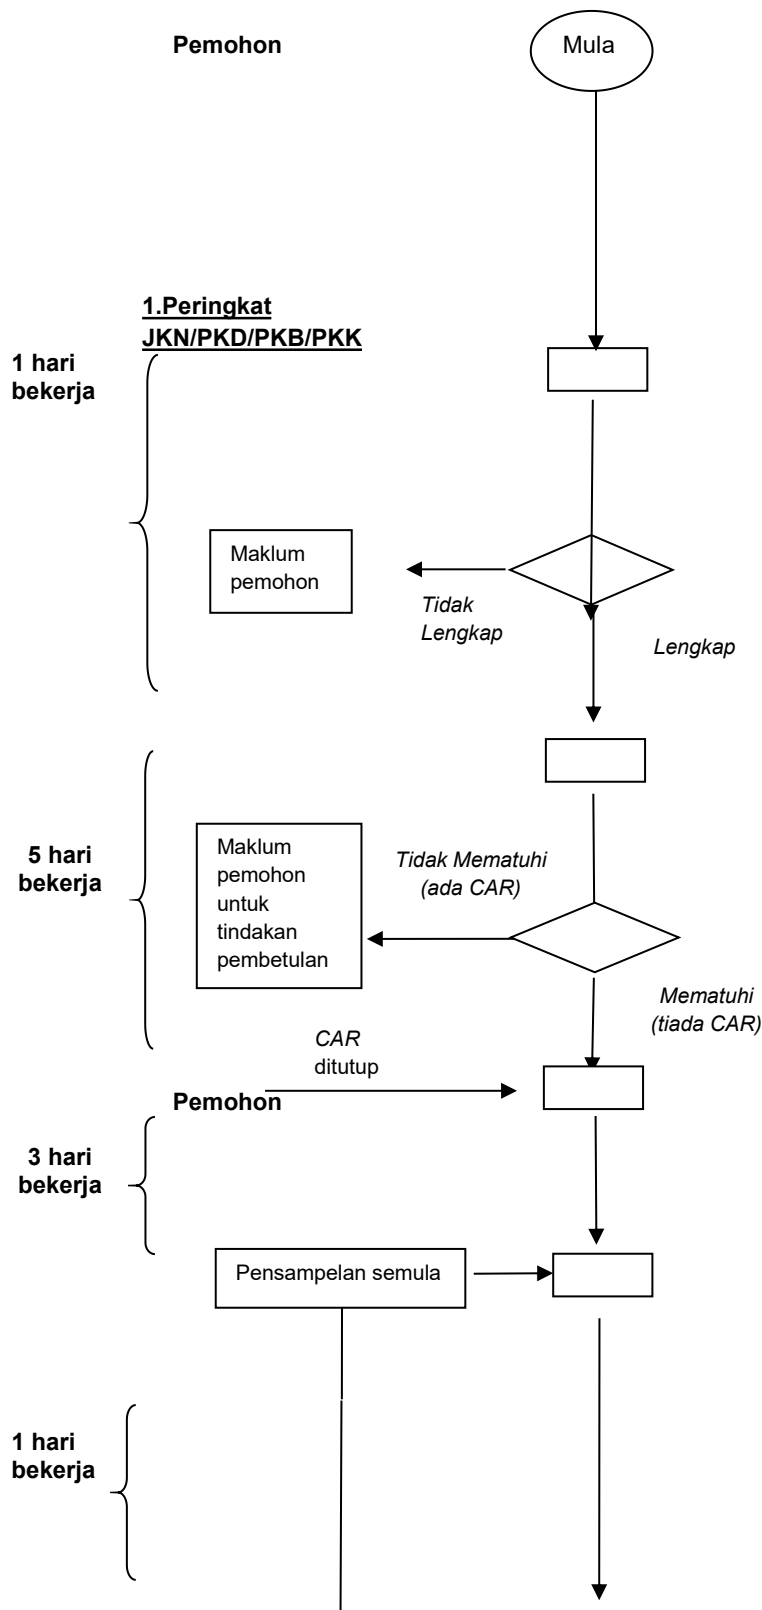 Pemohon
Mula
1.Peringkat
JKN/PKD/PKB/PKK
1 hari
bekerja
Maklum
pemohon
Tidak
Lengkap
Lengkap
5 hari
bekerja
Maklum
pemohon
untuk
tindakan
pembetulan
Tidak Mematuhi
(ada CAR)
Mematuhi
(tiada CAR)
CAR
ditutup
Pemohon
3 hari
bekerja
Pensampelan semula
1 hari
bekerja